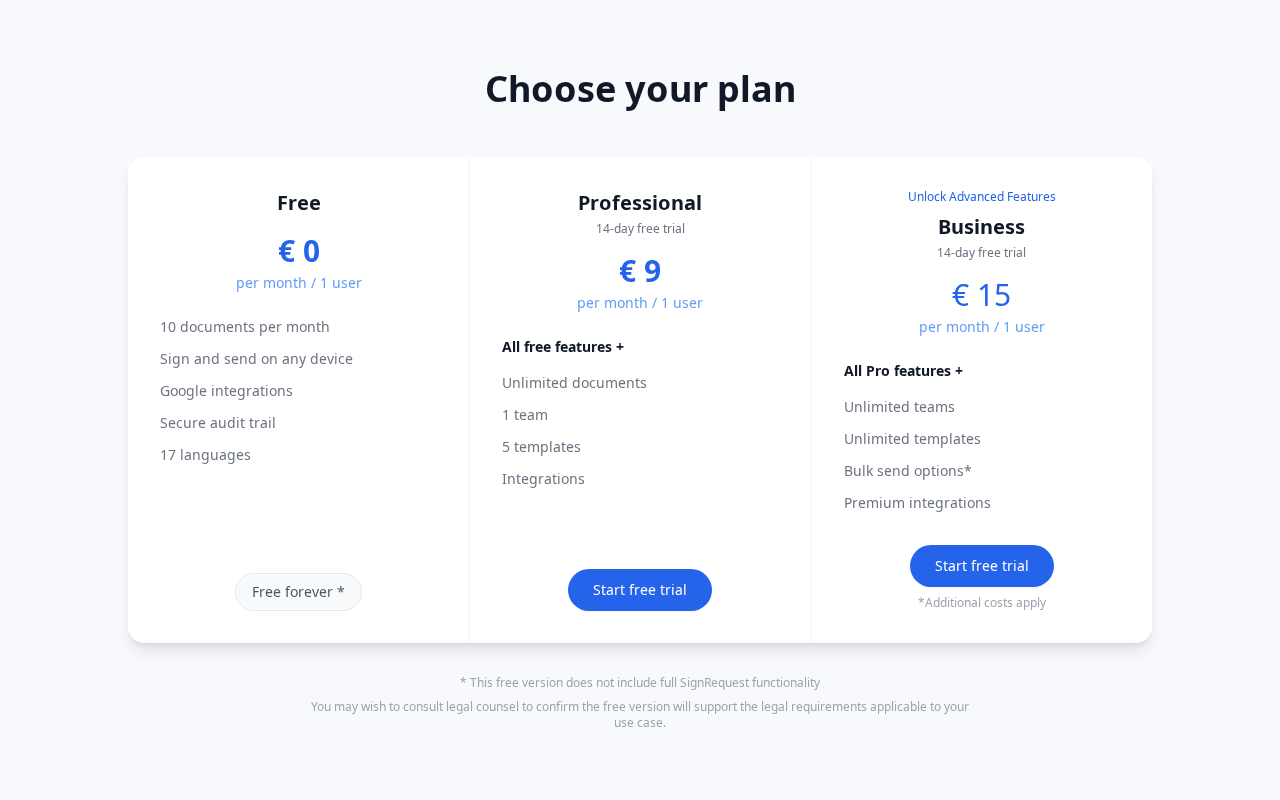 Choose your plan
Free
€ 0
per month / 1 user
10 documents per month
Sign and send on any device
Google integrations
Secure audit trail
17 languages
Free forever *
Professional
14-day free trial
€ 9
per month / 1 user
All free features +
Unlimited documents
1 team
5 templates
Integrations
Start free trial
Unlock Advanced Features
Business
14-day free trial
€ 15
per month / 1 user
All Pro features +
Unlimited teams
Unlimited templates
Bulk send options*
Premium integrations
Start free trial
*Additional costs apply
* This free version does not include full SignRequest functionality
You may wish to consult legal counsel to confirm the free version will support the legal requirements applicable to your
use case.